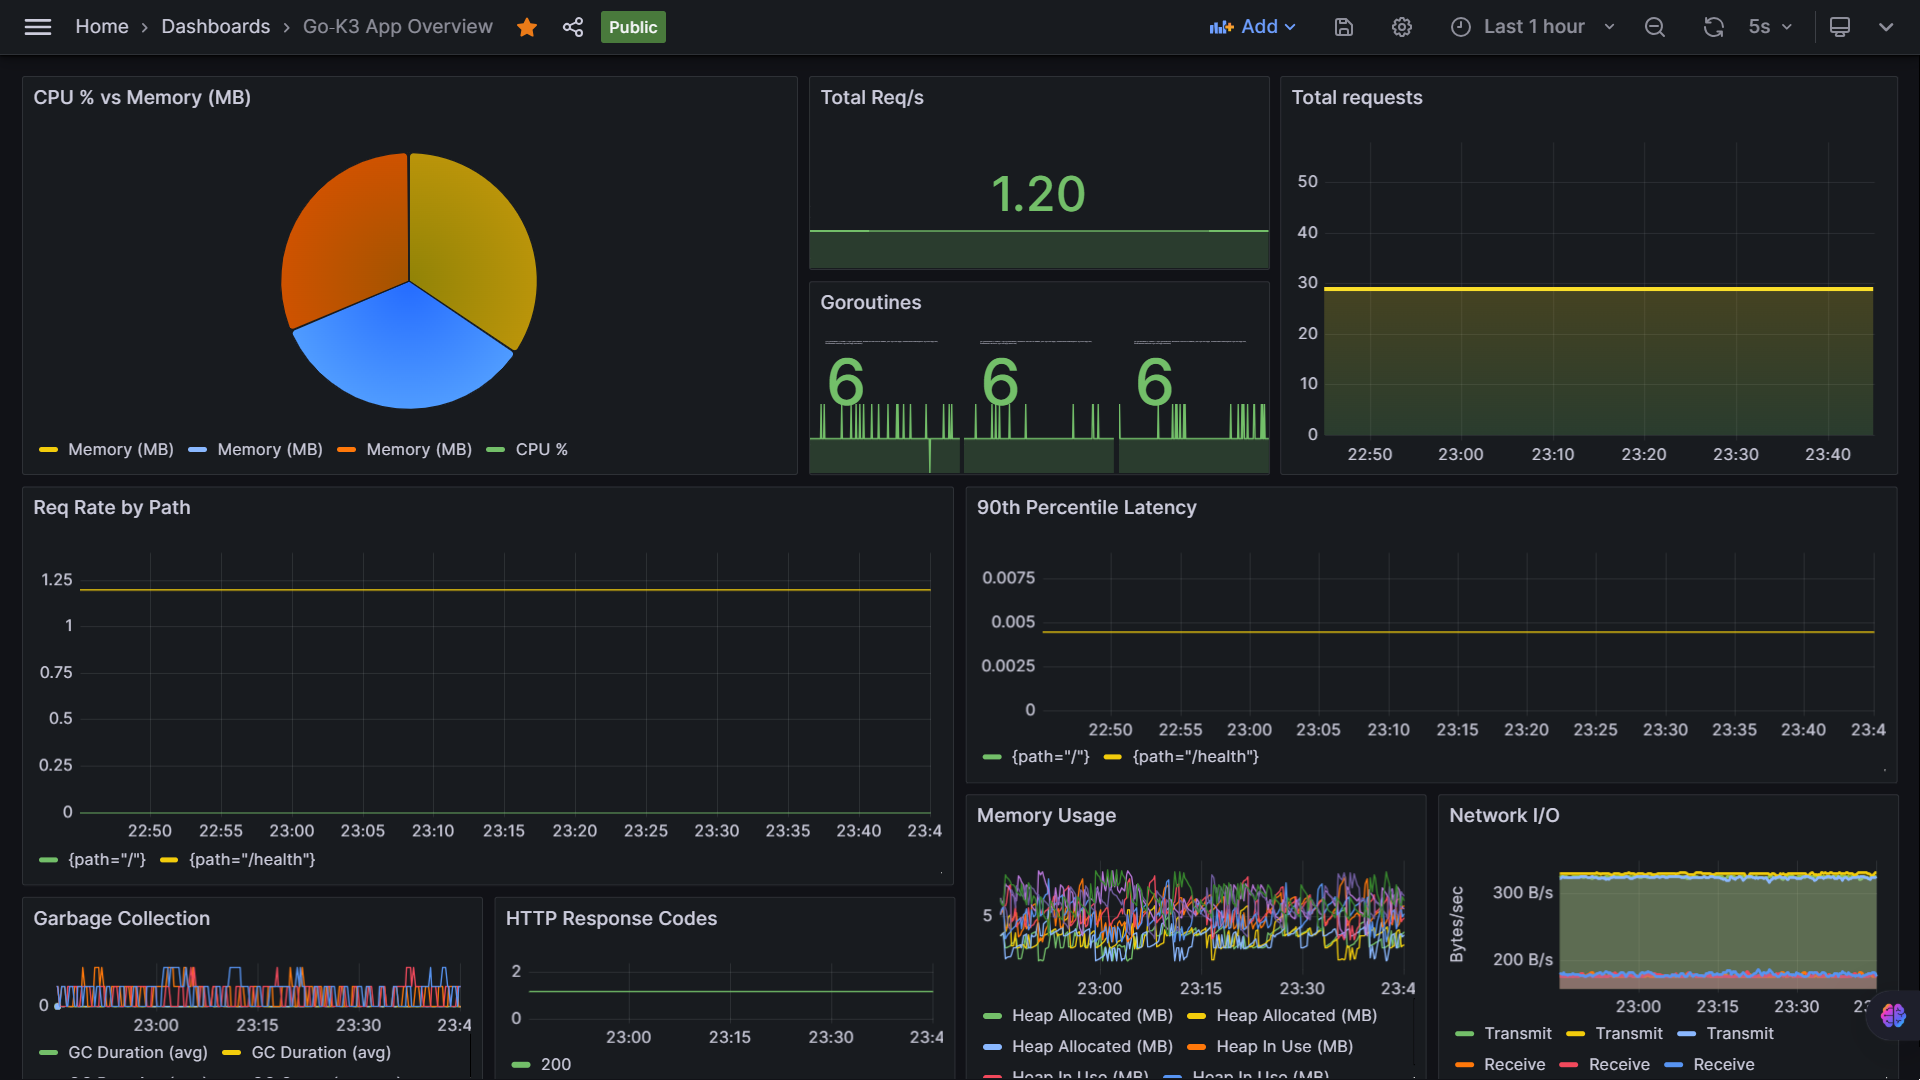 Home › Dashboards › Go-K3 App Overview Public Add Last 1 hour 5s
CPU % vs Memory (MB)
Memory (MB) Memory (MB) Memory (MB) CPU %
Total Req/s
1.20
Goroutines
6 6 6
Total requests
50
40
30
20
10
0
22:50 23:00 23:10 23:20 23:30 23:40
Req Rate by Path
1.25
1
0.75
0.5
0.25
0
22:50 22:55 23:00 23:05 23:10 23:15 23:20 23:25 23:30 23:35 23:40 23:4
{path="/"} {path="/health"}
90th Percentile Latency
0.0075
0.005
0.0025
0
22:50 22:55 23:00 23:05 23:10 23:15 23:20 23:25 23:30 23:35 23:40 23:4
{path="/"} {path="/health"}
Garbage Collection
0
23:00 23:15 23:30 23:4
GC Duration (avg) GC Duration (avg)
HTTP Response Codes
2
0
23:00 23:15 23:30 23:4
200
Memory Usage
5
23:00 23:15 23:30 23:4
Heap Allocated (MB) Heap Allocated (MB)
Heap Allocated (MB) Heap In Use (MB)
Heap In Use (MB) Heap In Use (MB)
Network I/O
Bytes/sec
300 B/s
200 B/s
23:00 23:15 23:30 23:
Transmit Transmit Transmit
Receive Receive Receive